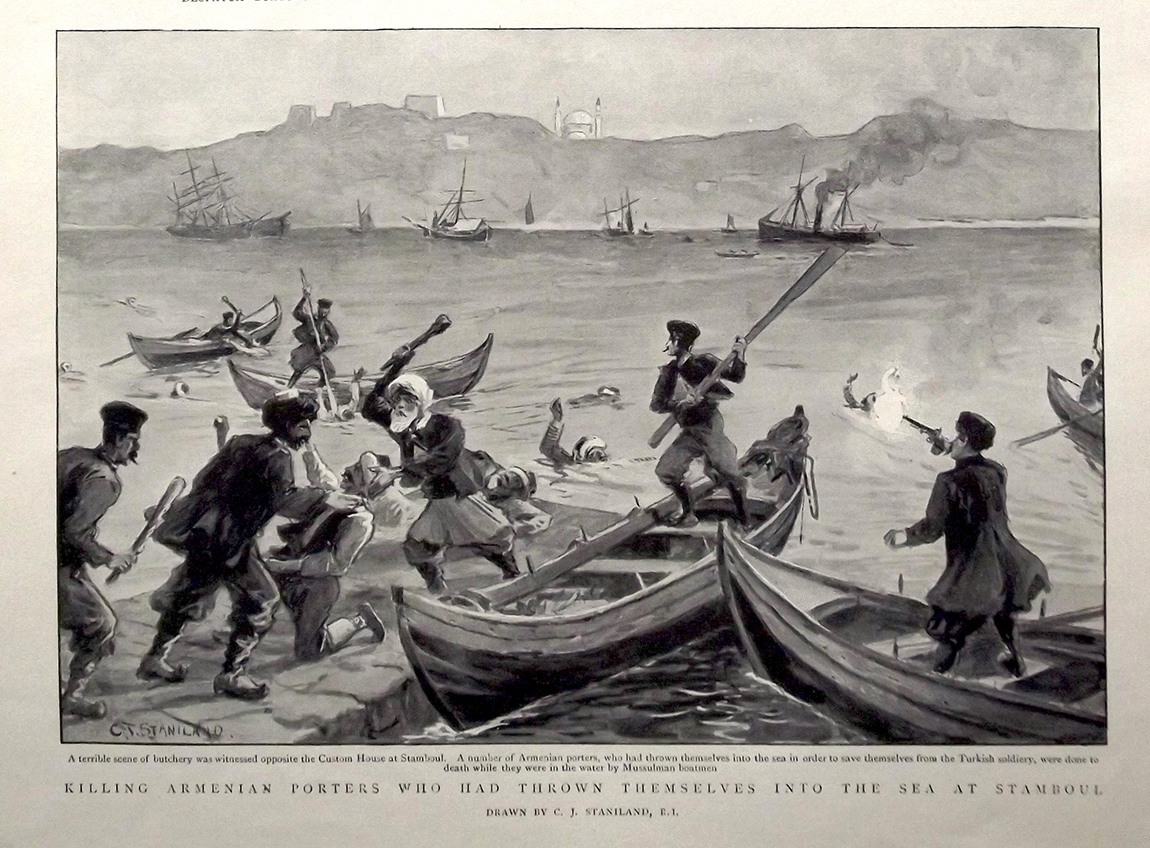 C.J. STANILAND.
A terrible scene of butchery was witnessed opposite the Custom House at Stamboul. A number of Armenian porters, who had thrown themselves into the sea in order to save themselves from the Turkish soldiery, were done to
death while they were in the water by Mussulman boatmen
KILLING ARMENIAN PORTERS WHO HAD THROWN THEMSELVES INTO THE SEA AT STAMBOUL
DRAWN BY C. J. STANILAND, R.I.